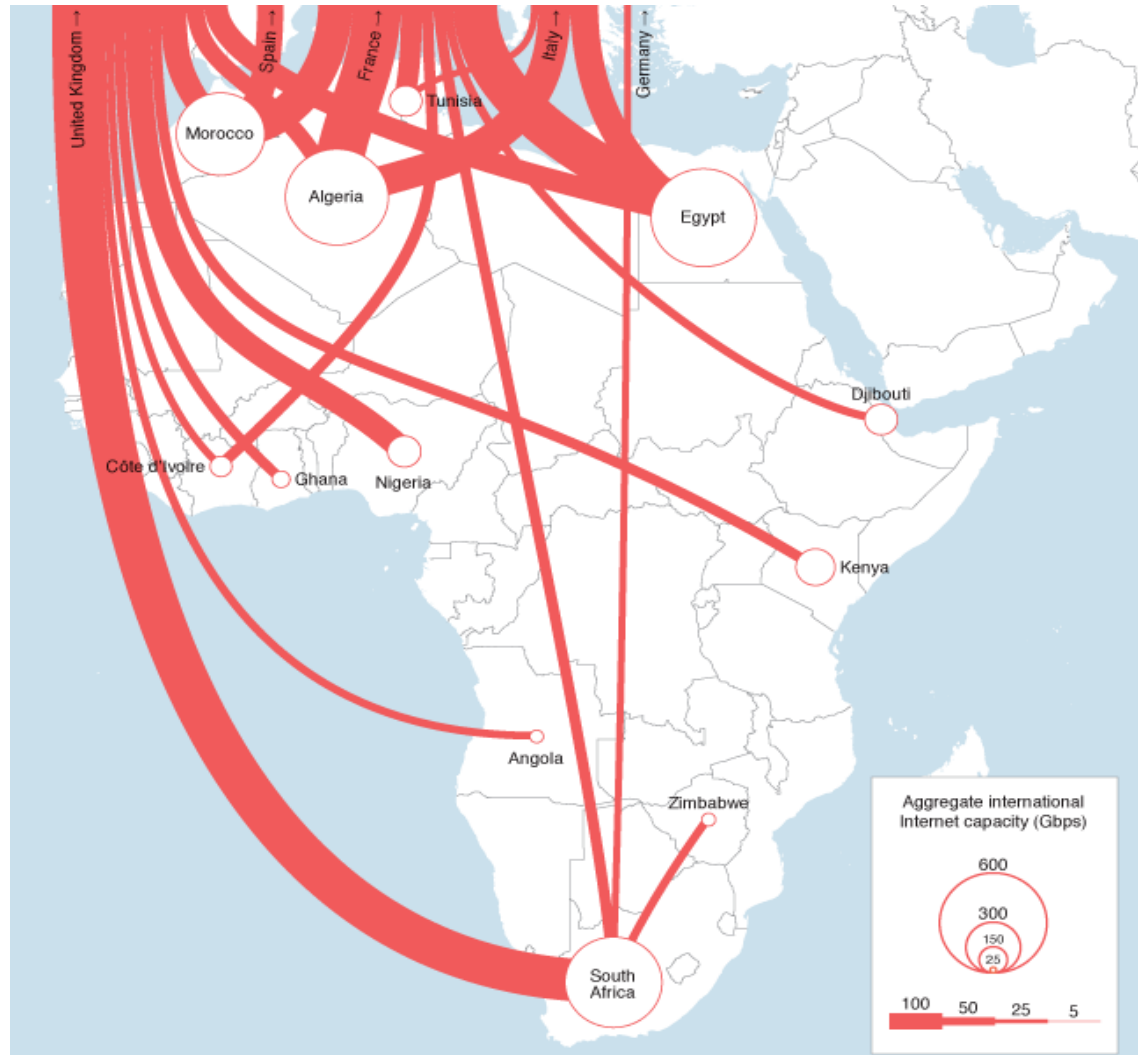 United Kingdom →
Spain →
France →
Italy →
Germany →
Tunisia
Morocco
Algeria
Egypt
Djibouti
Côte d'Ivoire
Ghana
Nigeria
Kenya
Angola
Zimbabwe
South
Africa
Aggregate international
Internet capacity (Gbps)
600
300
150
25
100 50 25 5